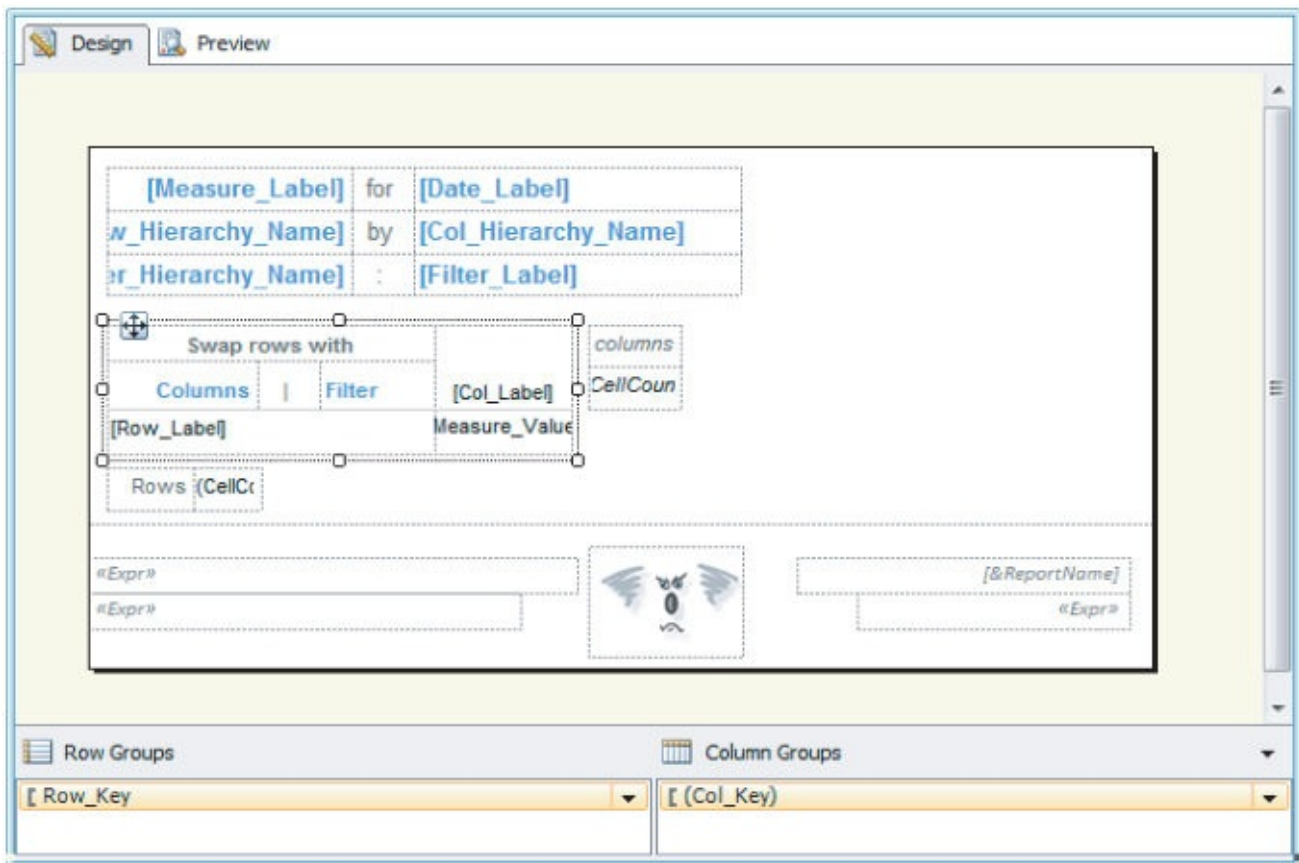 Design Preview
[Measure_Label] for [Date_Label]
w_Hierarchy_Name] by [Col_Hierarchy_Name]
er_Hierarchy_Name] : [Filter_Label]
Swap rows with columns
Columns | Filter [Col_Label] CellCoun
[Row_Label] Measure_Value
Rows (CellCo
«Expr» [&ReportName]
«Expr» «Expr»
Row Groups Column Groups
[ Row_Key [ (Col_Key)